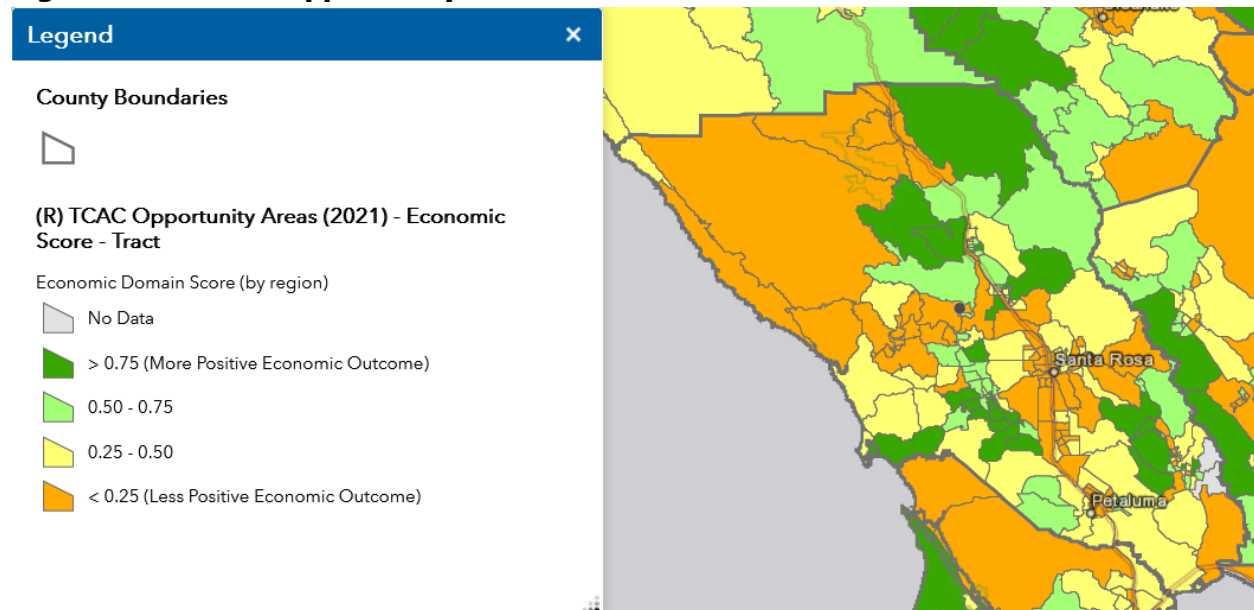 Legend ×
County Boundaries
(R) TCAC Opportunity Areas (2021) - Economic
Score - Tract
Economic Domain Score (by region)
No Data
> 0.75 (More Positive Economic Outcome)
0.50 - 0.75
0.25 - 0.50
< 0.25 (Less Positive Economic Outcome)
Santa Rosa
Petaluma